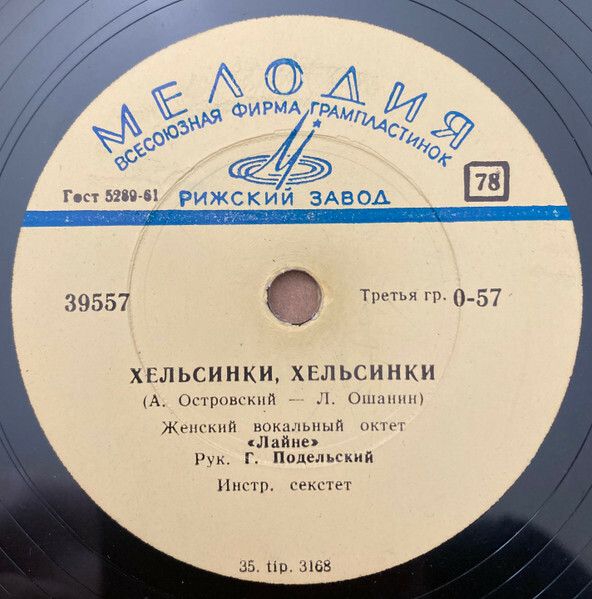 МЕЛОДИЯ
ВСЕСОЮЗНАЯ ФИРМА ГРАМПЛАСТИНОК
Гост 5289-61
РИЖСКИЙ ЗАВОД
78
39557
Третья гр. 0-57
ХЕЛЬСИНКИ, ХЕЛЬСИНКИ
(А. Островский — Л. Ошанин)
Женский вокальный октет
«Лайне»
Рук. Г. Подельский
Инстр. секстет
35. tip. 3168